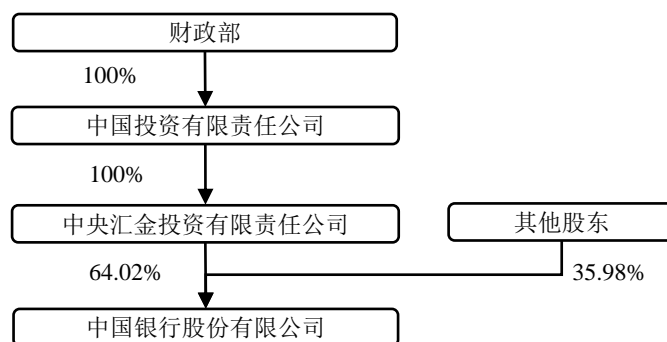 财政部
100%
中国投资有限责任公司
100%
中央汇金投资有限责任公司
其他股东
64.02%
35.98%
中国银行股份有限公司